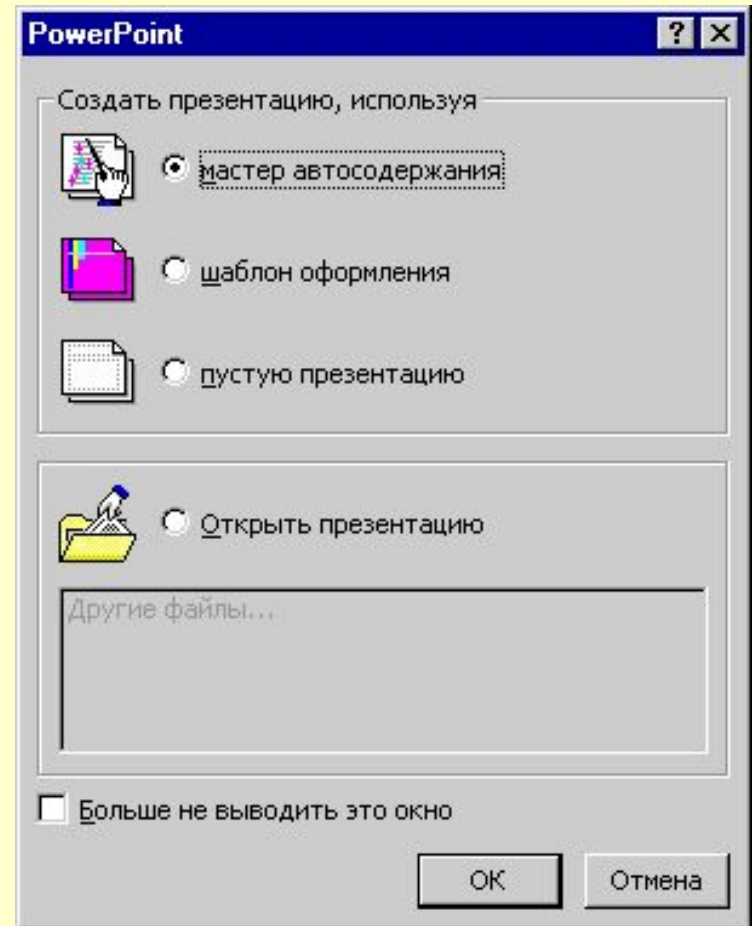 PowerPoint
Создать презентацию, используя
мастер автосодержания
шаблон оформления
пустую презентацию
Открыть презентацию
Другие файлы...
Больше не выводить это окно
ОК
Отмена